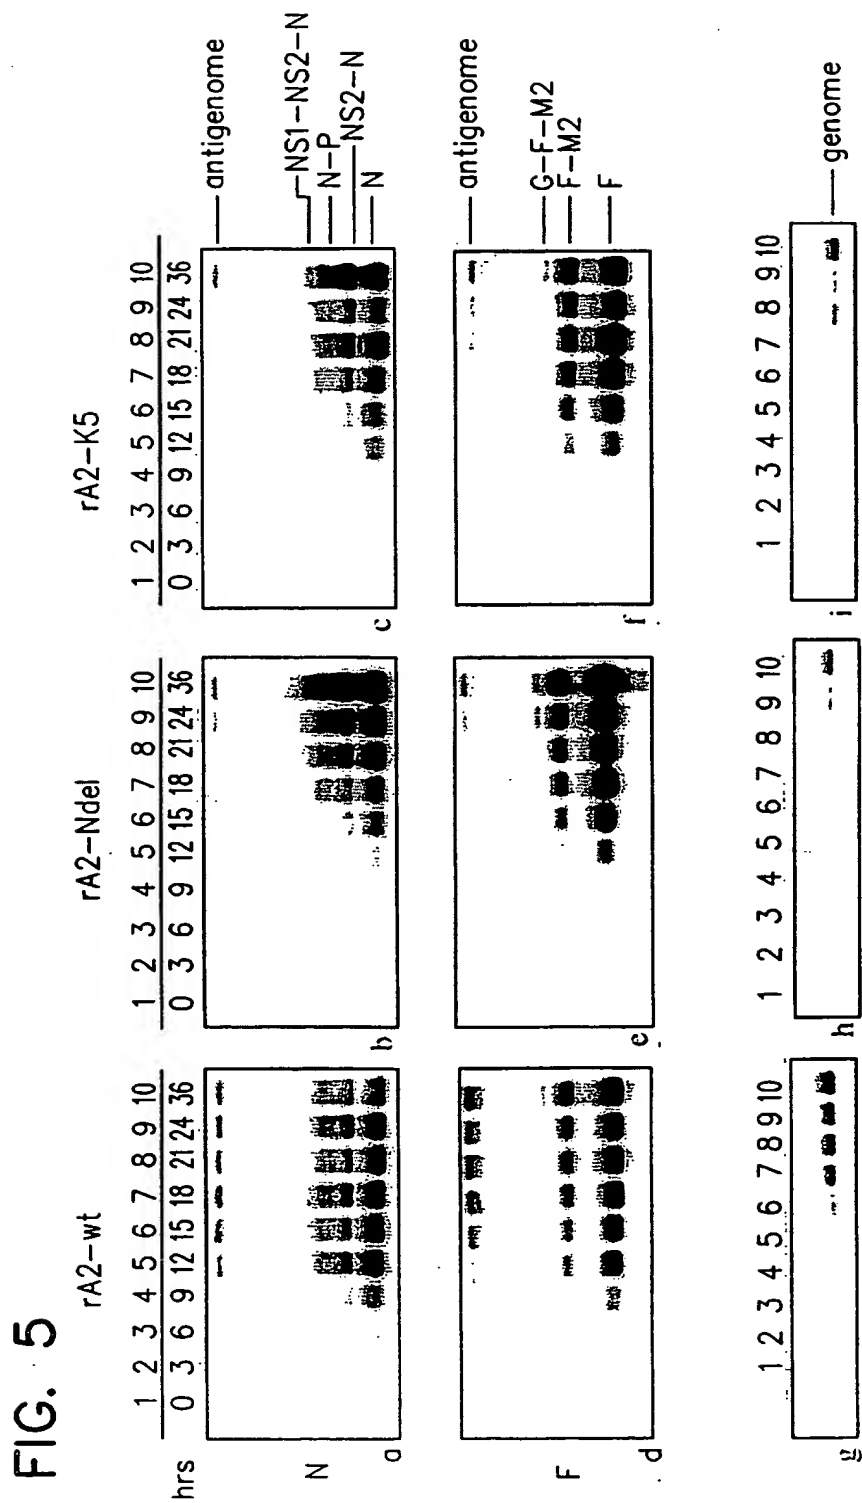 FIG. 5
rA2-wt
rA2-Ndel
rA2-K5
1 2 3 4 5 6 7 8 9 10
1 2 3 4 5 6 7 8 9 10
1 2 3 4 5 6 7 8 9 10
hrs
0 3 6 9 12 15 18 21 24 36
0 3 6 9 12 15 18 21 24 36
0 3 6 9 12 15 18 21 24 36
N
a
b
c
antigenome
NS1-NS2-N
N-P
NS2-N
N
F
d
e
f
antigenome
G-F-M2
F-M2
F
1 2 3 4 5 6 7 8 9 10
1 2 3 4 5 6 7 8 9 10
1 2 3 4 5 6 7 8 9 10
g
h
i
genome